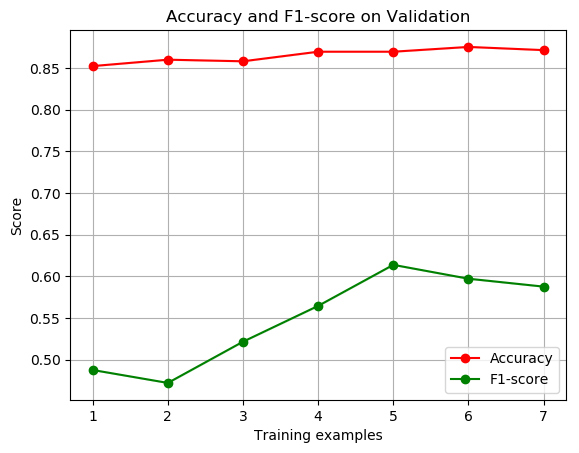 Accuracy and F1-score on Validation
0.85
0.80
0.75
0.70
0.65
0.60
0.55
0.50
Score
Accuracy
F1-score
1 2 3 4 5 6 7
Training examples